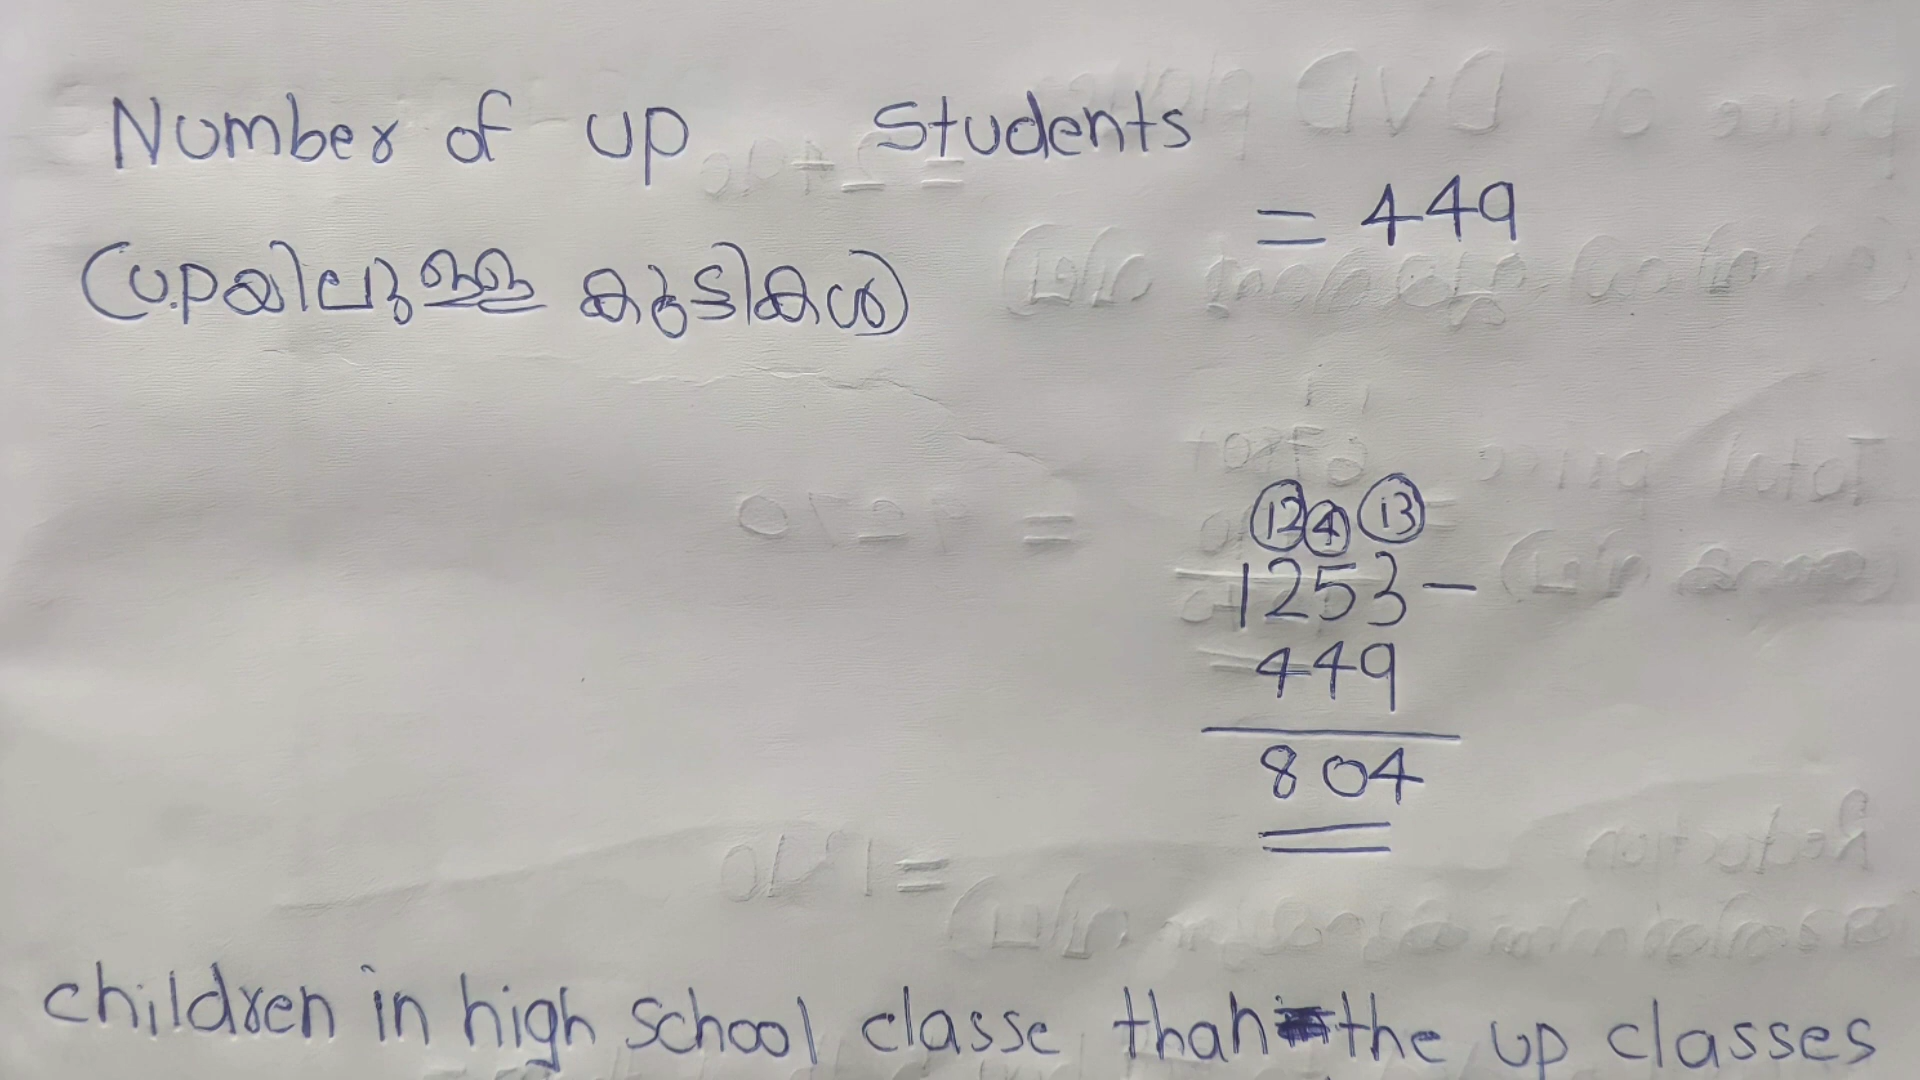 Number of up students
= 449
(u.pയിലുള്ള കുട്ടികൾ)
12 4 13
1253 -
449
804
children in high school classe than the up classes